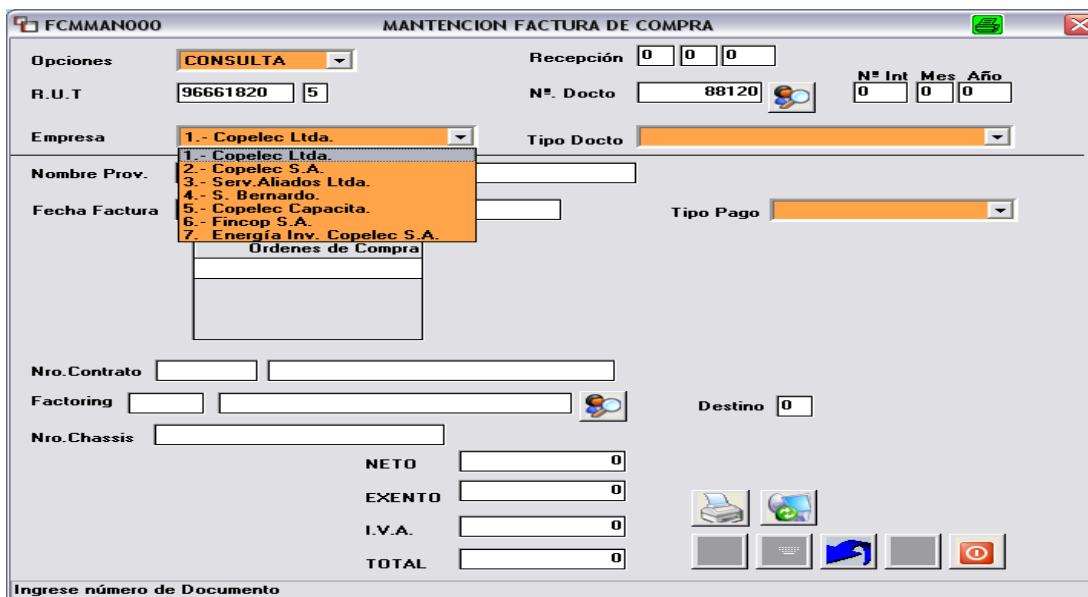 FCMMAN000 MANTENCION FACTURA DE COMPRA
Opciones CONSULTA Recepción 0 0 0
Nº Int Mes Año
R.U.T 96661820 5 Nº. Docto 88120 0 0 0
Empresa 1.- Copelec Ltda. Tipo Docto
1.- Copelec Ltda.
2.- Copelec S.A.
3.- Serv.Aliados Ltda.
4.- S. Bernardo.
5.- Copelec Capacita.
6.- Fincop S.A.
7. Energía Inv. Copelec S.A.
Nombre Prov.
Fecha Factura Tipo Pago
Ordenes de Compra
Nro.Contrato
Factoring Destino 0
Nro.Chassis
NETO 0
EXENTO 0
I.V.A. 0
TOTAL 0
Ingrese número de Documento